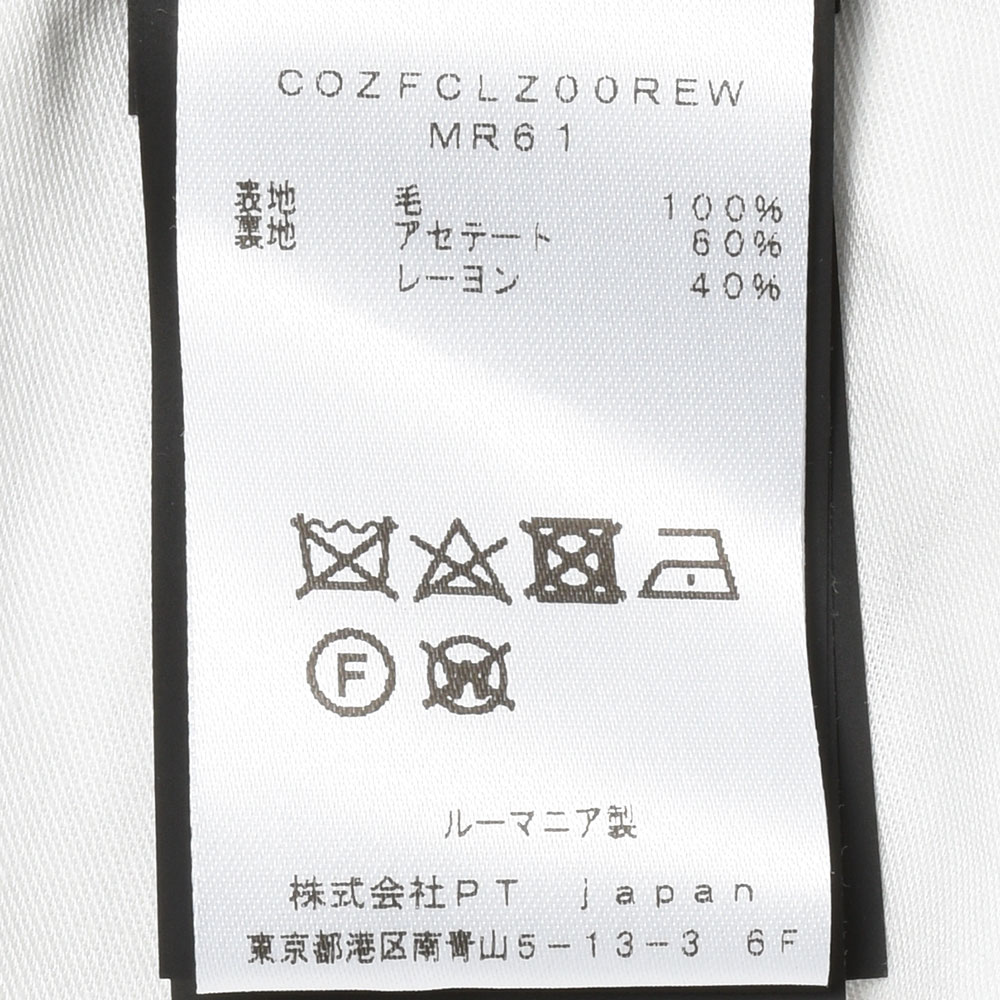 COZFCLZ00REW
MR61
表地 毛 100%
裏地 アセテート 60%
レーヨン 40%
F
W
ルーマニア製
株式会社PT japan
東京都港区南青山5-13-3 6F